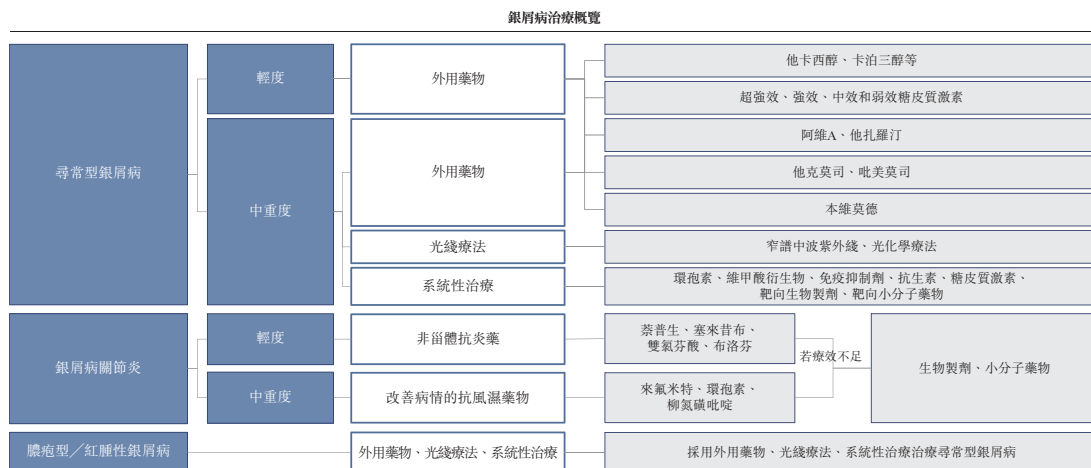 銀屑病治療概覽
尋常型銀屑病
輕度
外用藥物
他卡西醇、卡泊三醇等
超強效、強效、中效和弱效糖皮質激素
中重度
外用藥物
阿維A、他扎羅汀
他克莫司、吡美莫司
本維莫德
光綫療法
窄譜中波紫外綫、光化學療法
系統性治療
環孢素、維甲酸衍生物、免疫抑制劑、抗生素、糖皮質激素、
靶向生物製劑、靶向小分子藥物
銀屑病關節炎
輕度
非甾體抗炎藥
萘普生、塞來昔布、
雙氯芬酸、布洛芬
中重度
改善病情的抗風濕藥物
來氟米特、環孢素、
柳氮磺吡啶
若療效不足
生物製劑、小分子藥物
膿疱型／紅腫性銀屑病
外用藥物、光綫療法、系統性治療
採用外用藥物、光綫療法、系統性治療治療尋常型銀屑病